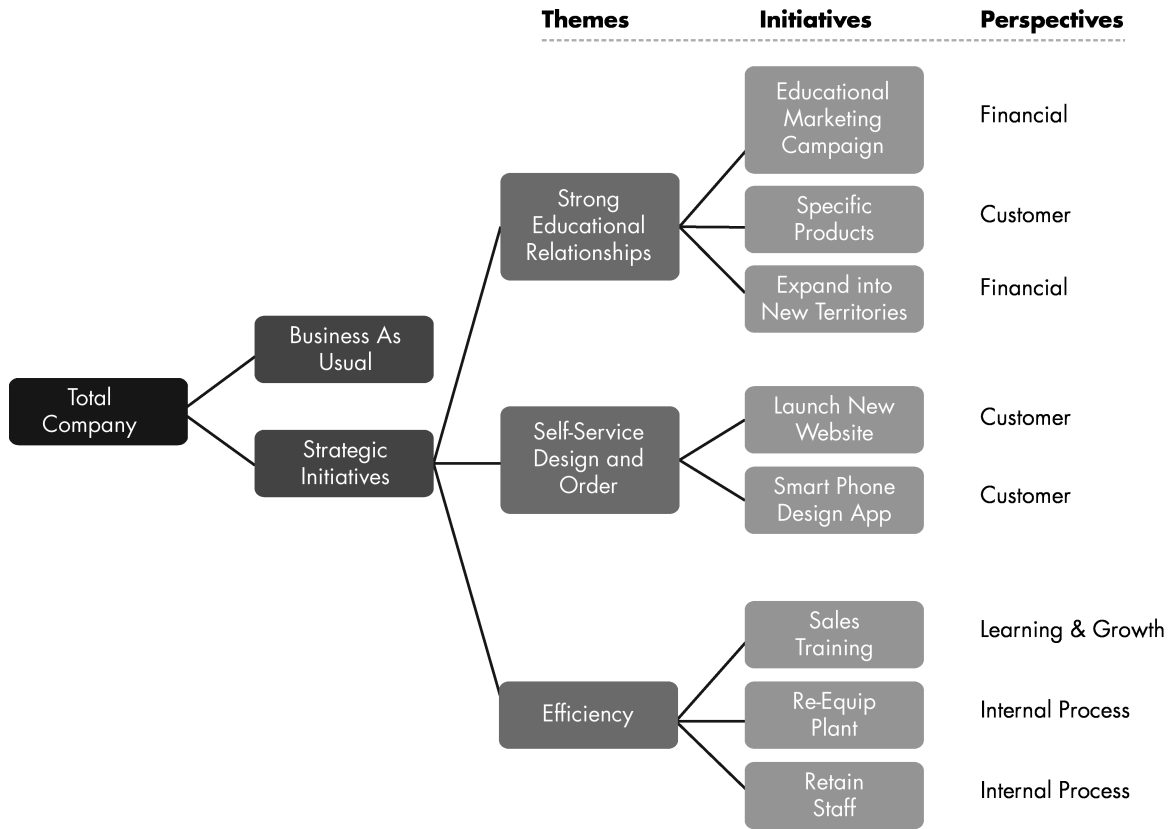 Themes
Initiatives
Perspectives
Educational
Marketing
Campaign
Financial
Strong
Educational
Relationships
Specific
Products
Customer
Expand into
New Territories
Financial
Business As
Usual
Total
Company
Strategic
Initiatives
Self-Service
Design and
Order
Launch New
Website
Customer
Smart Phone
Design App
Customer
Efficiency
Sales
Training
Learning & Growth
Re-Equip
Plant
Internal Process
Retain
Staff
Internal Process